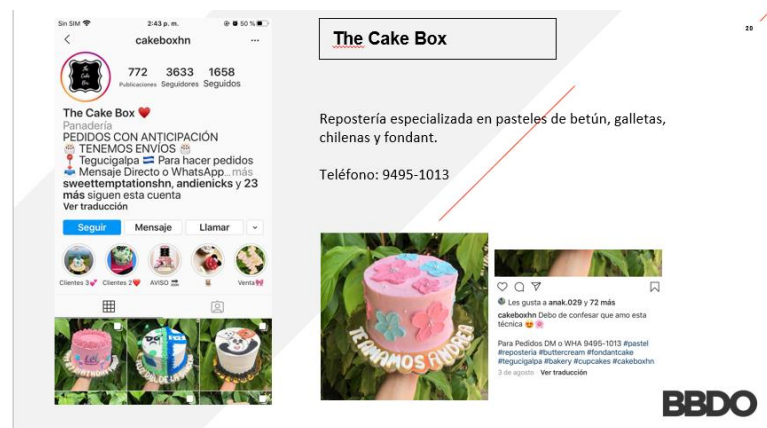 Sin SIM 2:43 p. m. 50 %
cakeboxhn
772 3633 1658
Publicaciones Seguidores Seguidos
The Cake Box ❤️
Panadería
PEDIDOS CON ANTICIPACIÓN
🎂 TENEMOS ENVÍOS 🎂
📍 Tegucigalpa 🇭🇳 Para hacer pedidos
Mensaje Directo o WhatsApp... más
sweettemptationshn, andienicks y 23
más siguen esta cuenta
Ver traducción
Seguir Mensaje Llamar
Clientes 3💕 Clientes 2❤️ AVISO Venta
The Cake Box
20
Repostería especializada en pasteles de betún, galletas,
chilenas y fondant.
Teléfono: 9495-1013
TE AMAMOS ANDREA
Les gusta a anak.029 y 72 más
cakeboxhn Debo de confesar que amo esta
técnica 😍🌸
Para Pedidos DM o WHA 9495-1013 #pastel
#reposteria #buttercream #fondantcake
#tegucigalpa #bakery #cupcakes #cakeboxhn
3 de agosto Ver traducción
BBDO